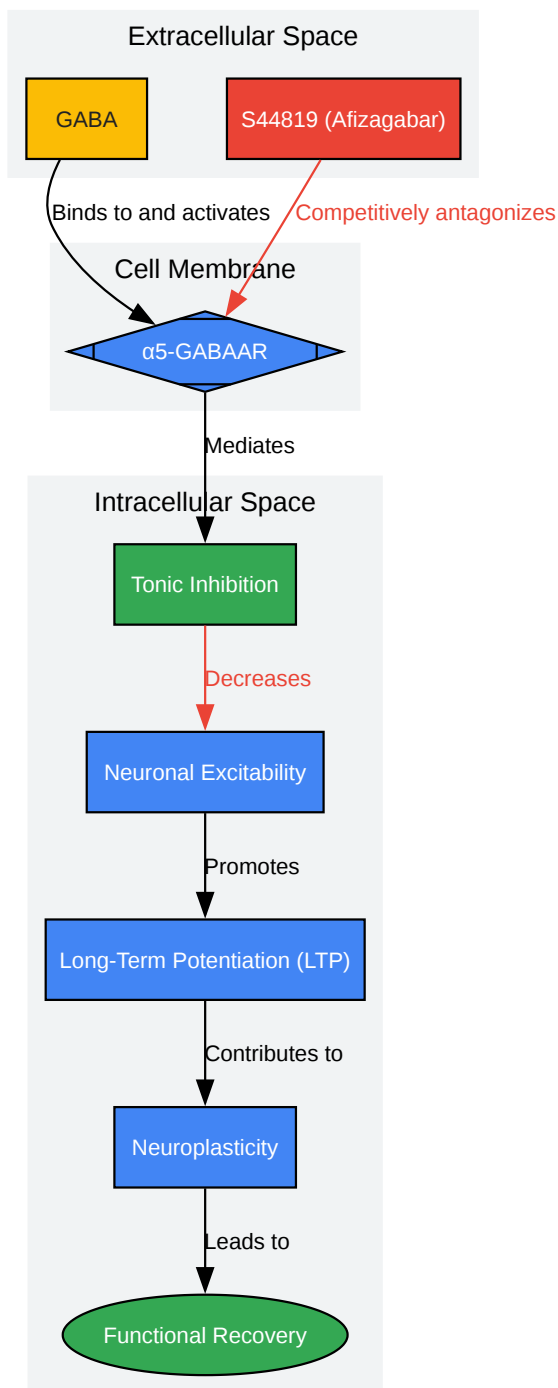 Extracellular Space
GABA
S44819 (Afizagabar)
Binds to and activates
Competitively antagonizes
Cell Membrane
α5-GABAAR
Mediates
Intracellular Space
Tonic Inhibition
Decreases
Neuronal Excitability
Promotes
Long-Term Potentiation (LTP)
Contributes to
Neuroplasticity
Leads to
Functional Recovery